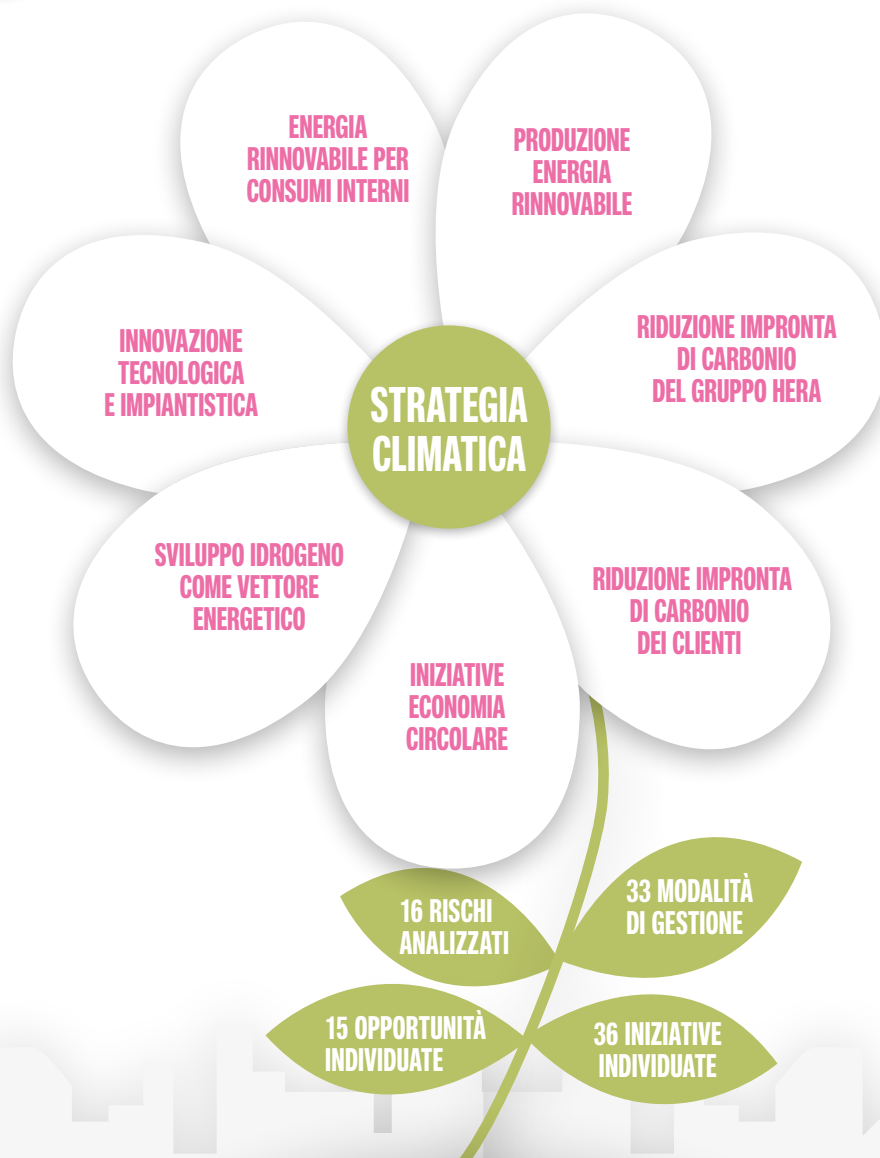 ENERGIA
RINNOVABILE PER
CONSUMI INTERNI
PRODUZIONE
ENERGIA
RINNOVABILE
INNOVAZIONE
TECNOLOGICA
E IMPIANTISTICA
RIDUZIONE IMPRONTA
DI CARBONIO
DEL GRUPPO HERA
STRATEGIA
CLIMATICA
SVILUPPO IDROGENO
COME VETTORE
ENERGETICO
RIDUZIONE IMPRONTA
DI CARBONIO
DEI CLIENTI
INIZIATIVE
ECONOMIA
CIRCOLARE
16 RISCHI
ANALIZZATI
33 MODALITÀ
DI GESTIONE
15 OPPORTUNITÀ
INDIVIDUATE
36 INIZIATIVE
INDIVIDUATE